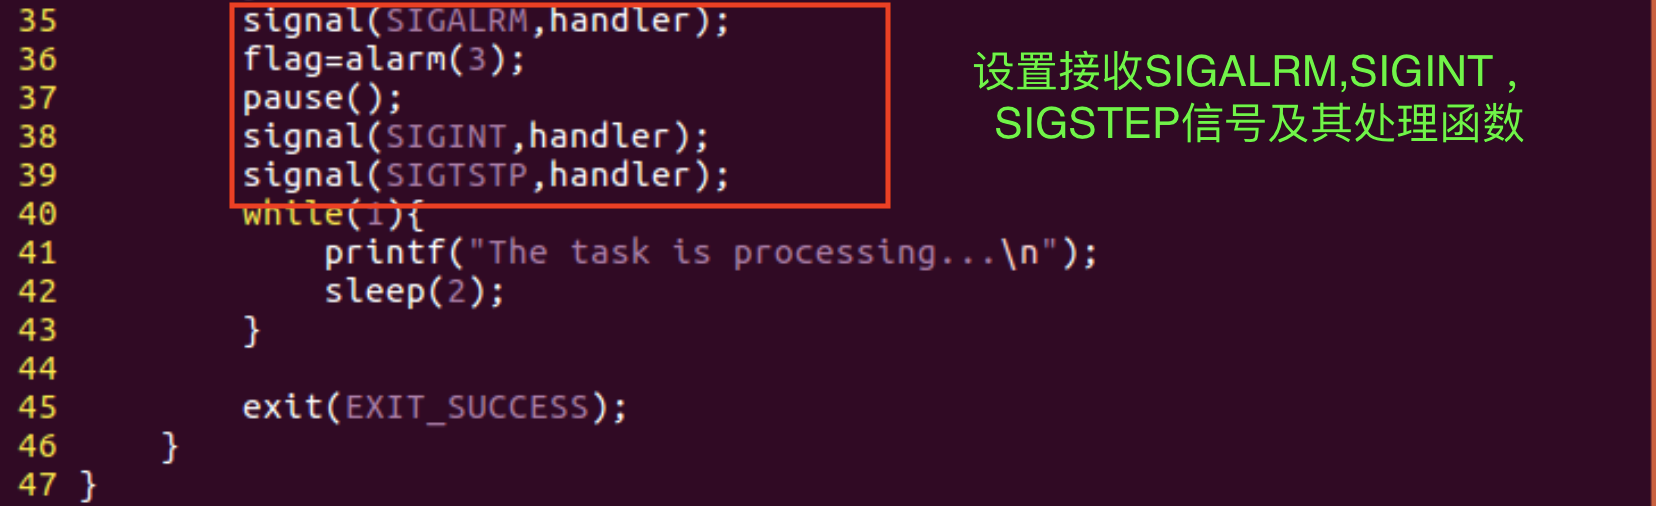 35 signal(SIGALRM,handler);
36 flag=alarm(3);
37 pause();
38 signal(SIGINT,handler);
39 signal(SIGTSTP,handler);
40 while(1){
41 printf("The task is processing...\n");
42 sleep(2);
43 }
44
45 exit(EXIT_SUCCESS);
46 }
47 }
设置接收SIGALRM,SIGINT ,
SIGSTEP信号及其处理函数